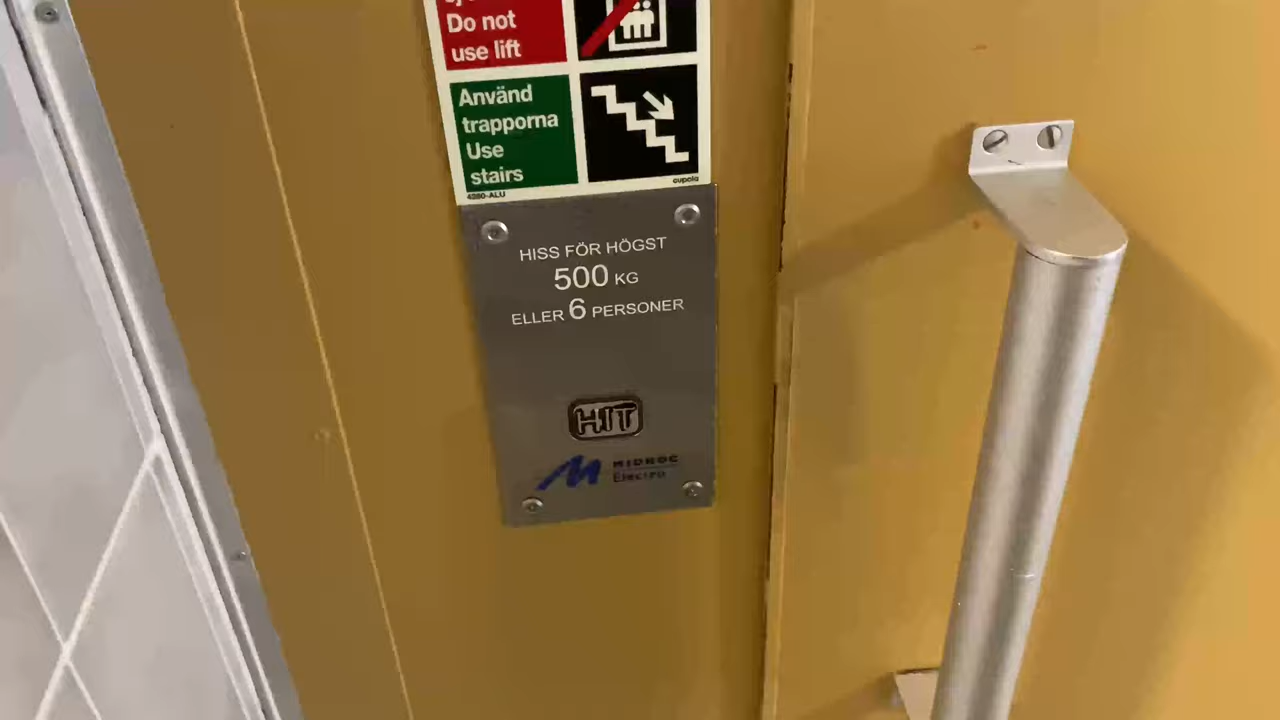 Do not
use lift
Använd
trapporna
Use
stairs
4280-ALU
cupola
HISS FÖR HÖGST
500 KG
ELLER 6 PERSONER
HIT
MIDROC
Electro